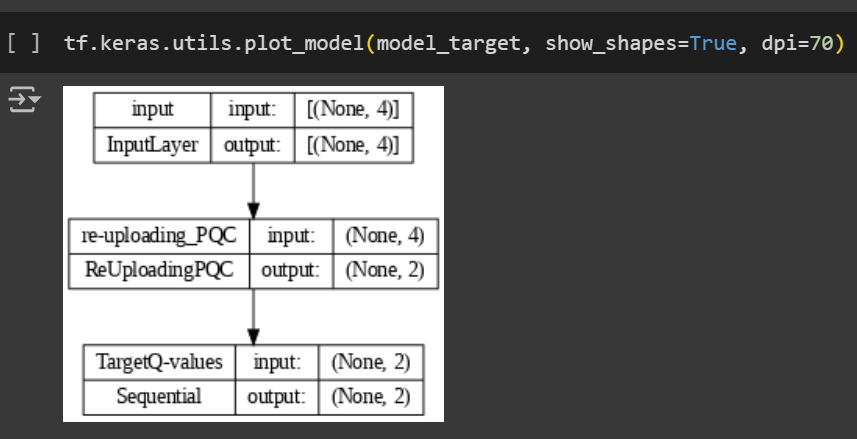 [ ] tf.keras.utils.plot_model(model_target, show_shapes=True, dpi=70)
input input: [(None, 4)]
InputLayer output: [(None, 4)]
re-uploading_PQC input: (None, 4)
ReUploadingPQC output: (None, 2)
TargetQ-values input: (None, 2)
Sequential output: (None, 2)